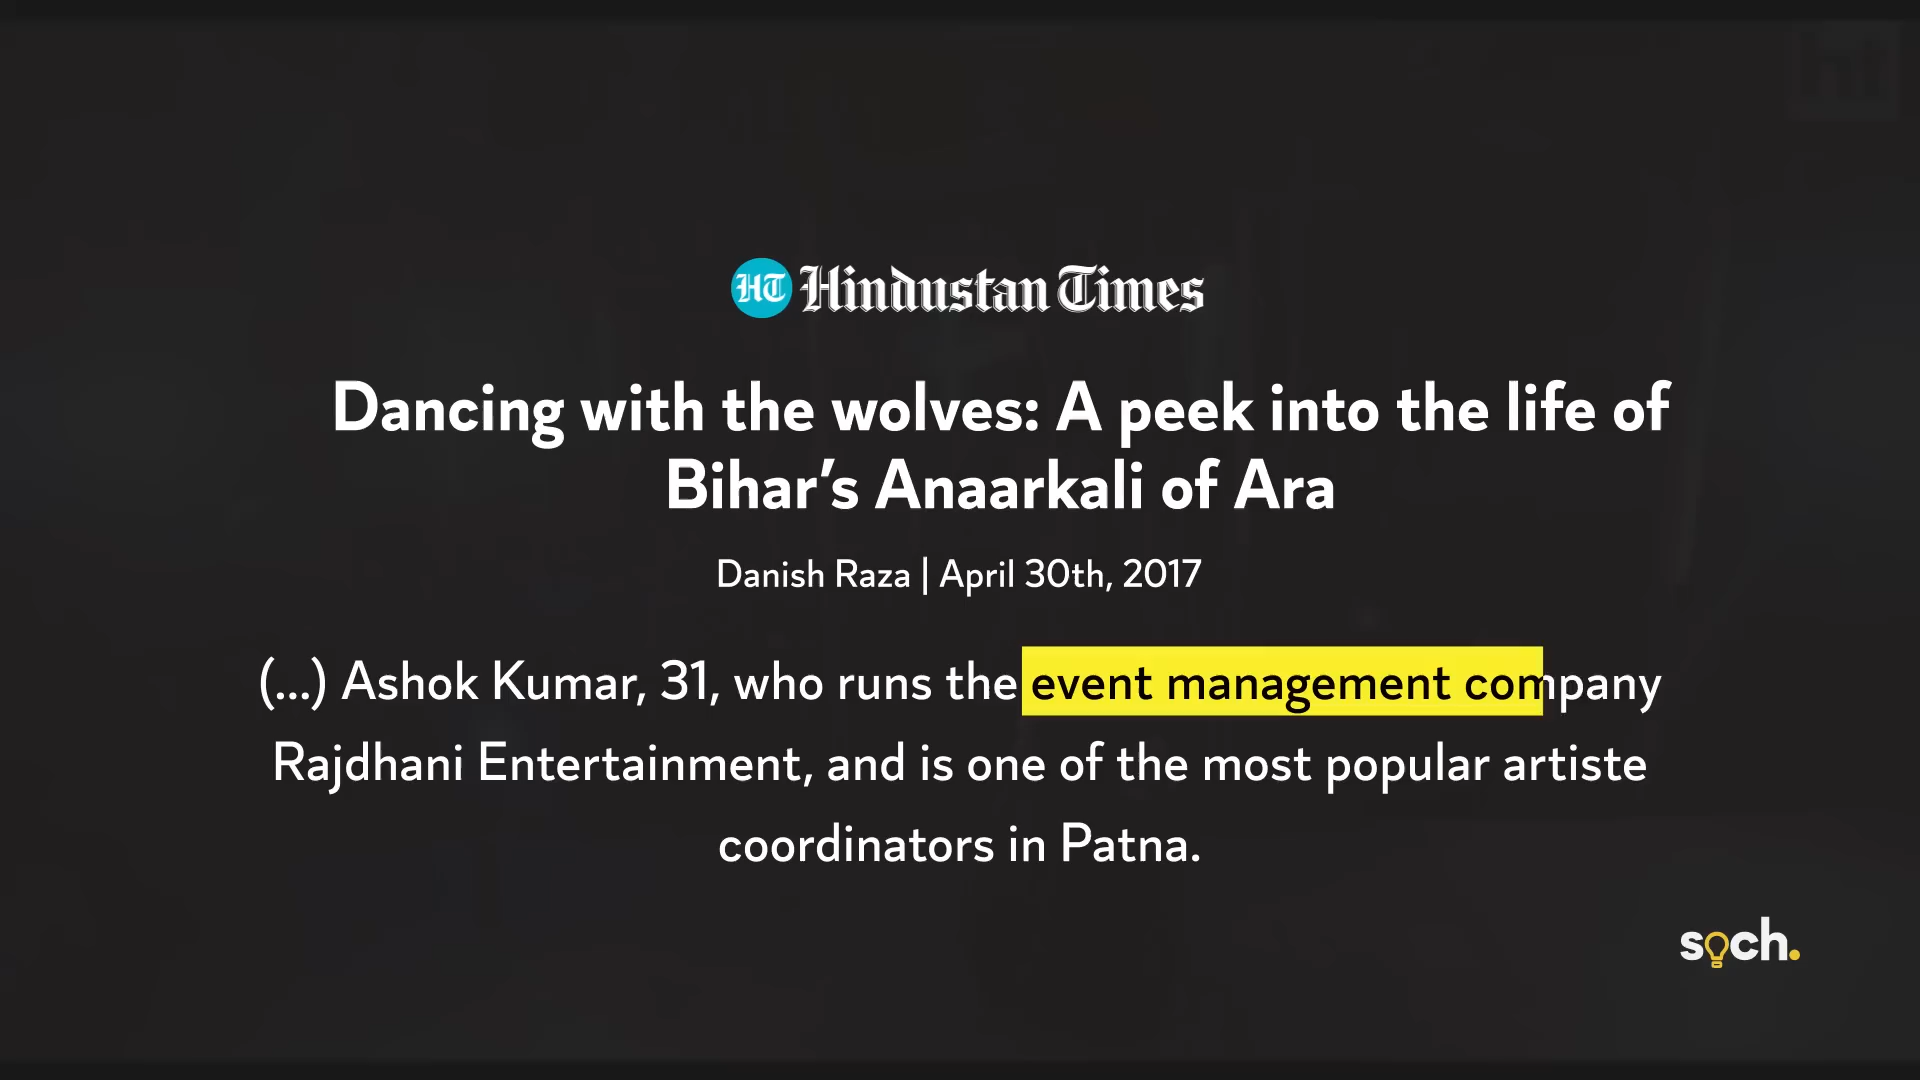 HT Hindustan Times
Dancing with the wolves: A peek into the life of
Bihar’s Anaarkali of Ara
Danish Raza | April 30th, 2017
(...) Ashok Kumar, 31, who runs the event management company
Rajdhani Entertainment, and is one of the most popular artiste
coordinators in Patna.
soch.